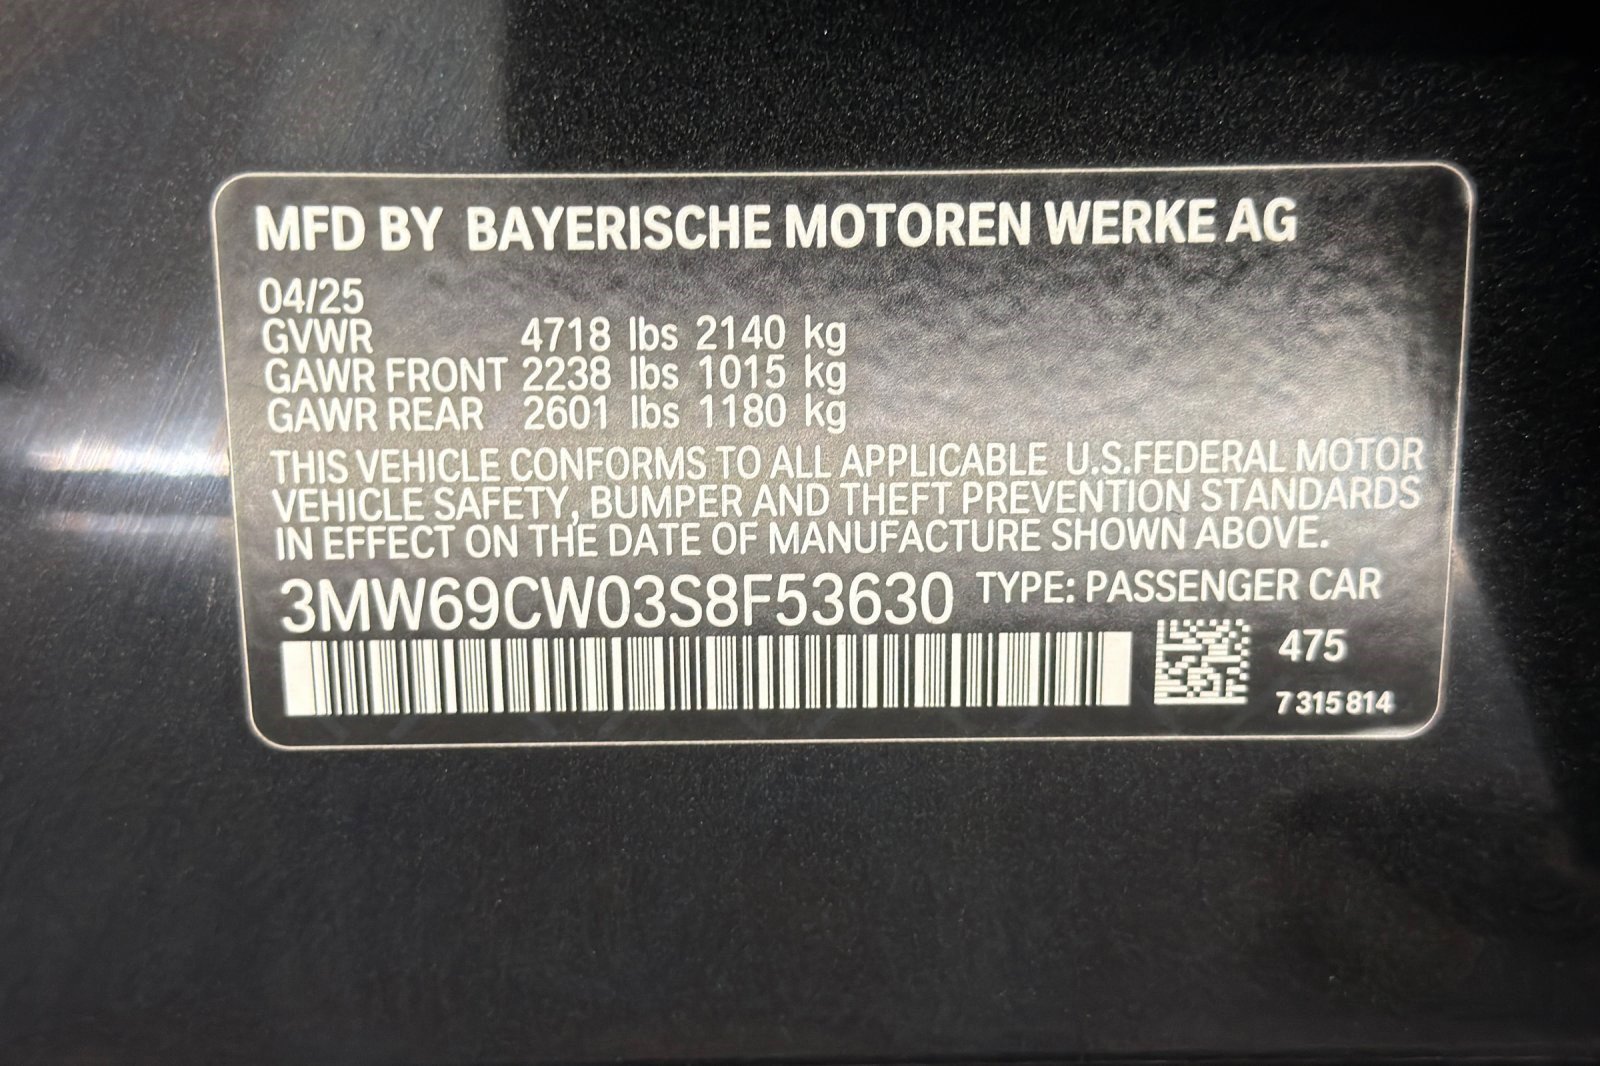 MFD BY BAYERISCHE MOTOREN WERKE AG
04/25
GVWR 4718 lbs 2140 kg
GAWR FRONT 2238 lbs 1015 kg
GAWR REAR 2601 lbs 1180 kg
THIS VEHICLE CONFORMS TO ALL APPLICABLE U.S.FEDERAL MOTOR
VEHICLE SAFETY, BUMPER AND THEFT PREVENTION STANDARDS
IN EFFECT ON THE DATE OF MANUFACTURE SHOWN ABOVE.
3MW69CW03S8F53630 TYPE: PASSENGER CAR
475
7 315 814